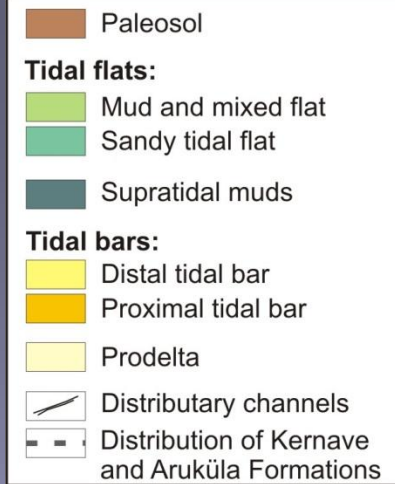 Paleosol
Tidal flats:
Mud and mixed flat
Sandy tidal flat
Supratidal muds
Tidal bars:
Distal tidal bar
Proximal tidal bar
Prodelta
Distributary channels
Distribution of Kernave
and Aruküla Formations